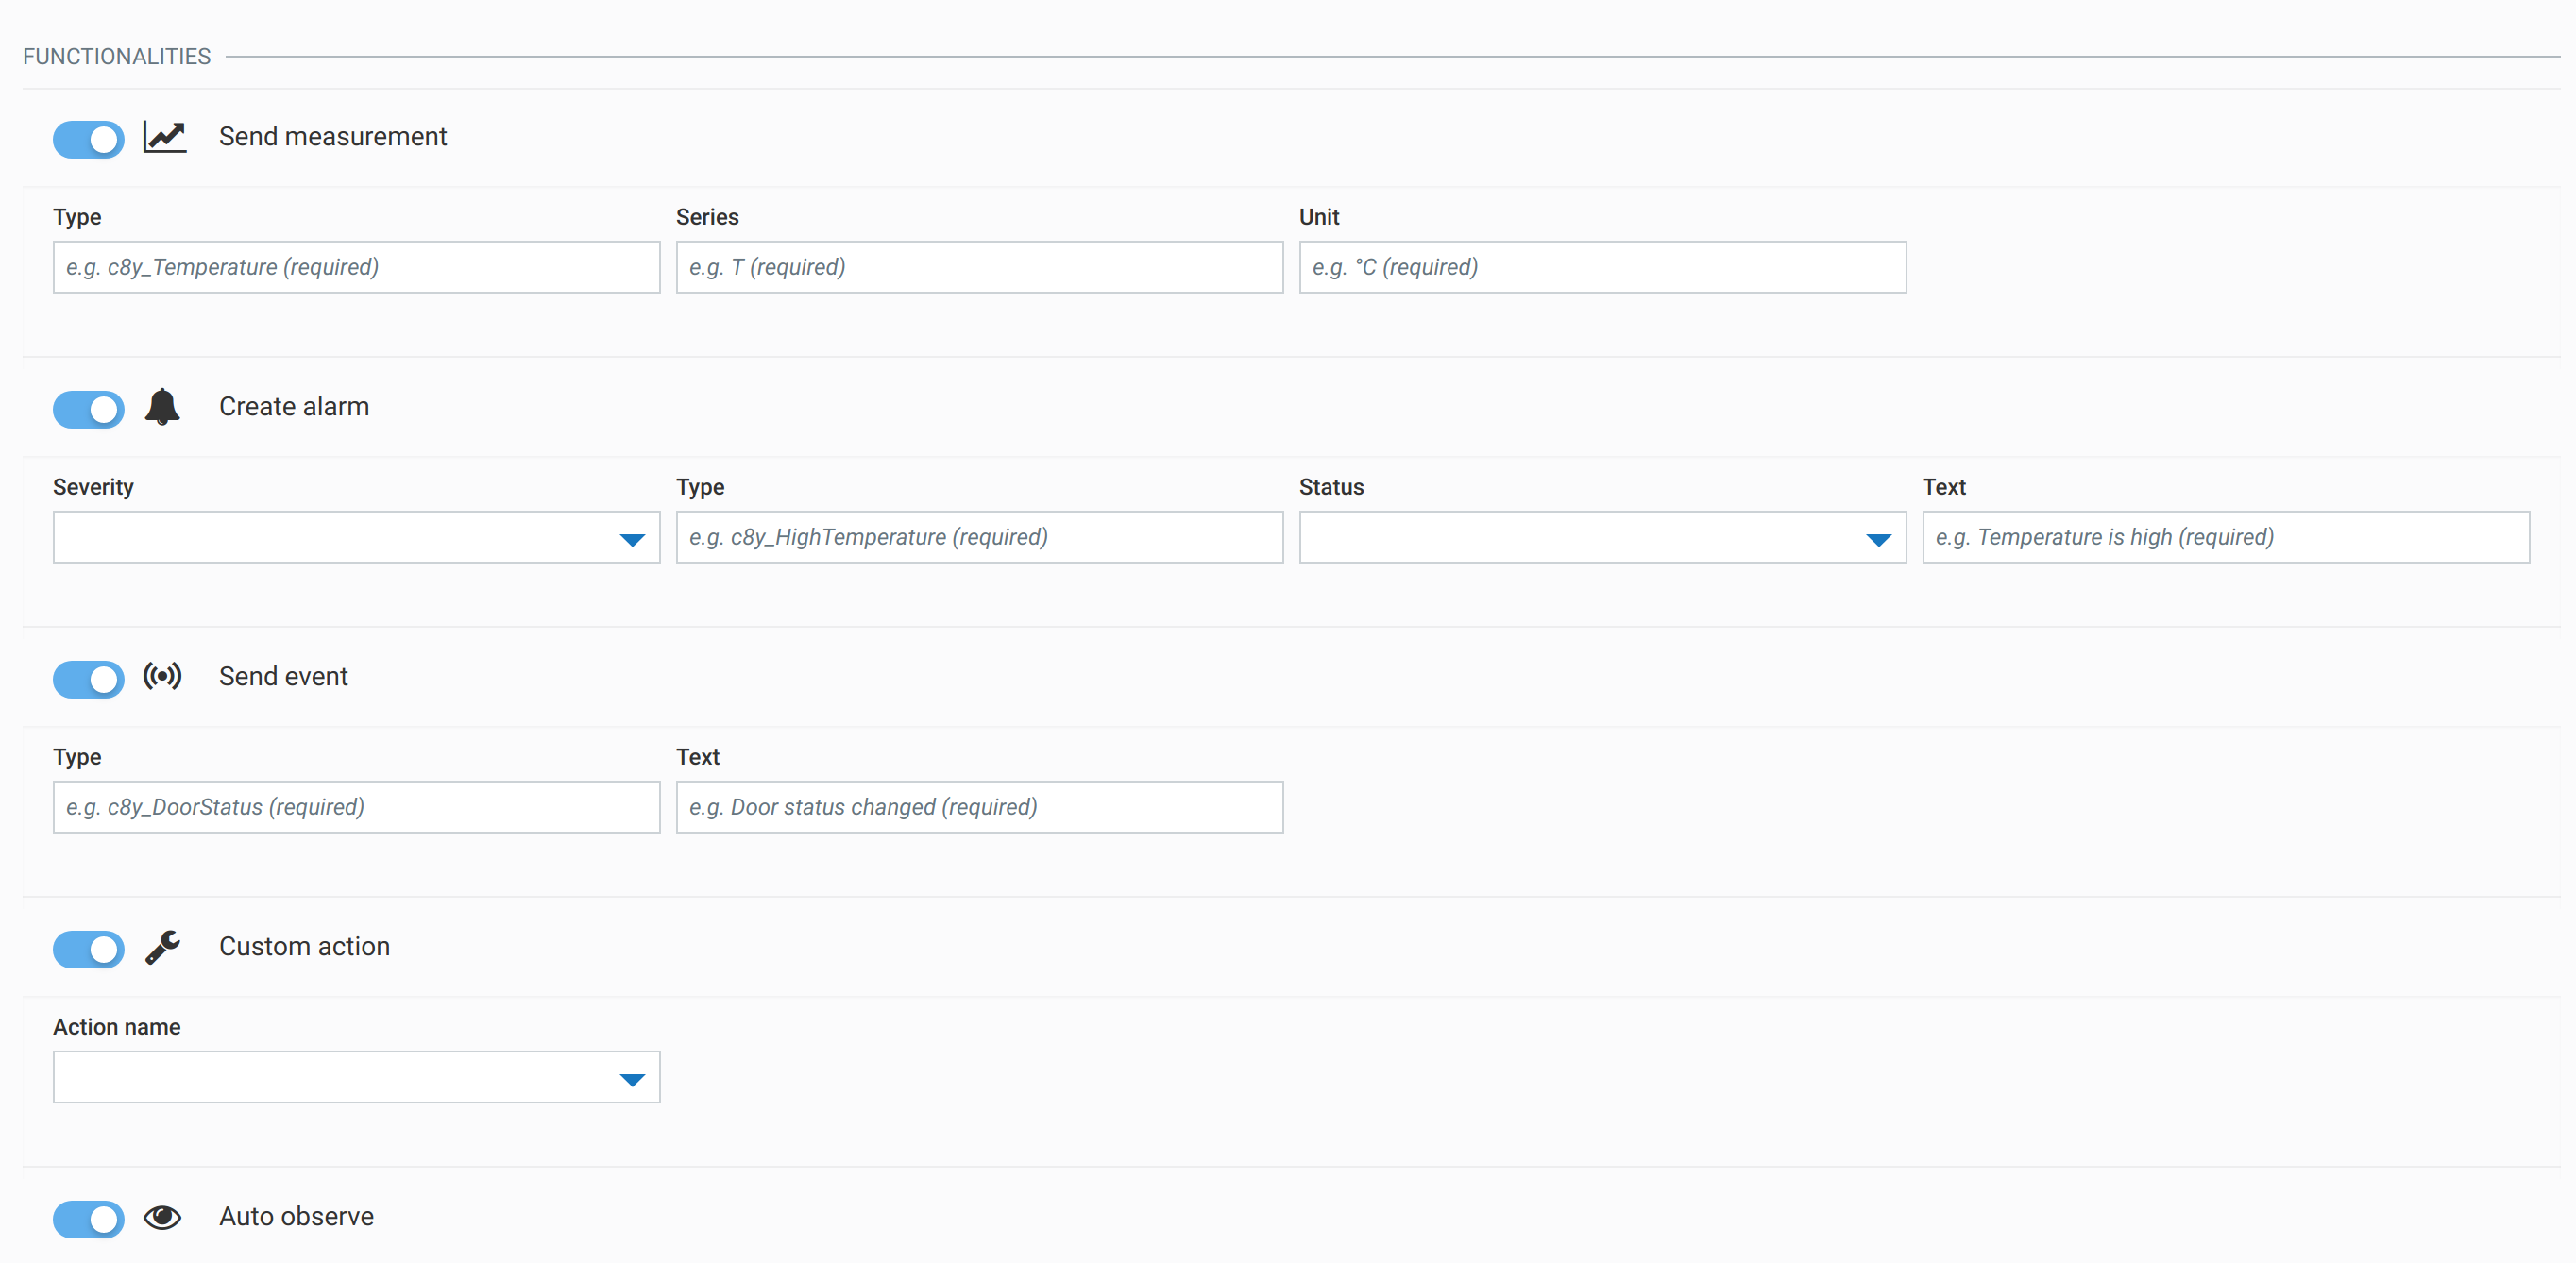 FUNCTIONALITIES
Send measurement
Type Series Unit
e.g. c8y_Temperature (required) e.g. T (required) e.g. °C (required)
Create alarm
Severity Type Status Text
e.g. c8y_HighTemperature (required) e.g. Temperature is high (required)
Send event
Type Text
e.g. c8y_DoorStatus (required) e.g. Door status changed (required)
Custom action
Action name
Auto observe